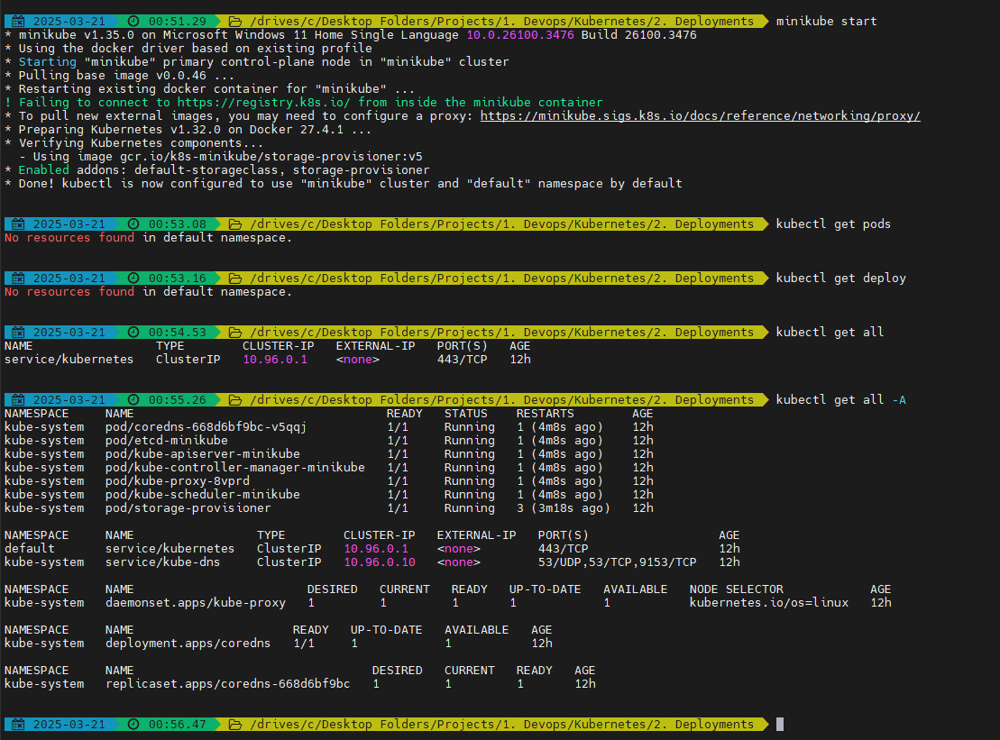 2025-03-21 00:51.29 /drives/c/Desktop Folders/Projects/1. Devops/Kubernetes/2. Deployments minikube start
* minikube v1.35.0 on Microsoft Windows 11 Home Single Language 10.0.26100.3476 Build 26100.3476
* Using the docker driver based on existing profile
* Starting "minikube" primary control-plane node in "minikube" cluster
* Pulling base image v0.0.46 ...
* Restarting existing docker container for "minikube" ...
! Failing to connect to https://registry.k8s.io/ from inside the minikube container
* To pull new external images, you may need to configure a proxy: https://minikube.sigs.k8s.io/docs/reference/networking/proxy/
* Preparing Kubernetes v1.32.0 on Docker 27.4.1 ...
* Verifying Kubernetes components...
  - Using image gcr.io/k8s-minikube/storage-provisioner:v5
* Enabled addons: default-storageclass, storage-provisioner
* Done! kubectl is now configured to use "minikube" cluster and "default" namespace by default
2025-03-21 00:53.08 /drives/c/Desktop Folders/Projects/1. Devops/Kubernetes/2. Deployments kubectl get pods
No resources found in default namespace.
2025-03-21 00:53.16 /drives/c/Desktop Folders/Projects/1. Devops/Kubernetes/2. Deployments kubectl get deploy
No resources found in default namespace.
2025-03-21 00:54.53 /drives/c/Desktop Folders/Projects/1. Devops/Kubernetes/2. Deployments kubectl get all
NAME TYPE CLUSTER-IP EXTERNAL-IP PORT(S) AGE
service/kubernetes ClusterIP 10.96.0.1 <none> 443/TCP 12h
2025-03-21 00:55.26 /drives/c/Desktop Folders/Projects/1. Devops/Kubernetes/2. Deployments kubectl get all -A
NAMESPACE NAME READY STATUS RESTARTS AGE
kube-system pod/coredns-668d6bf9bc-v5qqj 1/1 Running 1 (4m8s ago) 12h
kube-system pod/etcd-minikube 1/1 Running 1 (4m8s ago) 12h
kube-system pod/kube-apiserver-minikube 1/1 Running 1 (4m8s ago) 12h
kube-system pod/kube-controller-manager-minikube 1/1 Running 1 (4m8s ago) 12h
kube-system pod/kube-proxy-8vprd 1/1 Running 1 (4m8s ago) 12h
kube-system pod/kube-scheduler-minikube 1/1 Running 1 (4m8s ago) 12h
kube-system pod/storage-provisioner 1/1 Running 3 (3m18s ago) 12h
NAMESPACE NAME TYPE CLUSTER-IP EXTERNAL-IP PORT(S) AGE
default service/kubernetes ClusterIP 10.96.0.1 <none> 443/TCP 12h
kube-system service/kube-dns ClusterIP 10.96.0.10 <none> 53/UDP,53/TCP,9153/TCP 12h
NAMESPACE NAME DESIRED CURRENT READY UP-TO-DATE AVAILABLE NODE SELECTOR AGE
kube-system daemonset.apps/kube-proxy 1 1 1 1 1 kubernetes.io/os=linux 12h
NAMESPACE NAME READY UP-TO-DATE AVAILABLE AGE
kube-system deployment.apps/coredns 1/1 1 1 12h
NAMESPACE NAME DESIRED CURRENT READY AGE
kube-system replicaset.apps/coredns-668d6bf9bc 1 1 1 12h
2025-03-21 00:56.47 /drives/c/Desktop Folders/Projects/1. Devops/Kubernetes/2. Deployments